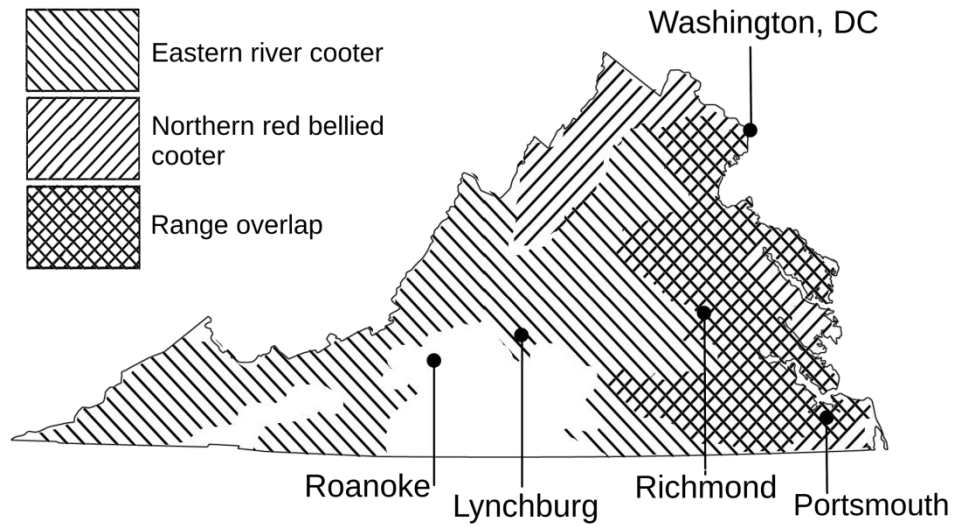 Washington, DC
Eastern river cooter
Northern red bellied
cooter
Range overlap
Roanoke
Lynchburg
Richmond
Portsmouth